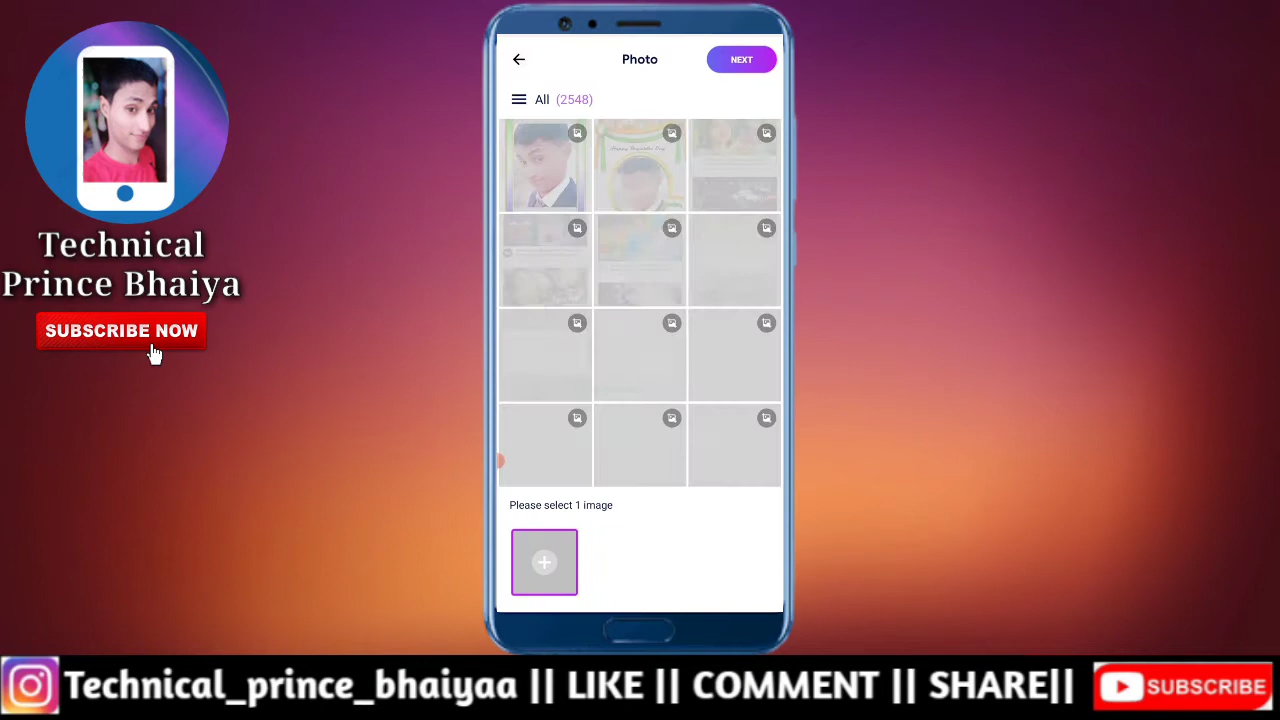 Photo
NEXT
All (2548)
Technical
Prince Bhaiya
SUBSCRIBE NOW
Please select 1 image
Technical_prince_bhaiyaa || LIKE || COMMENT || SHARE||
SUBSCRIBE